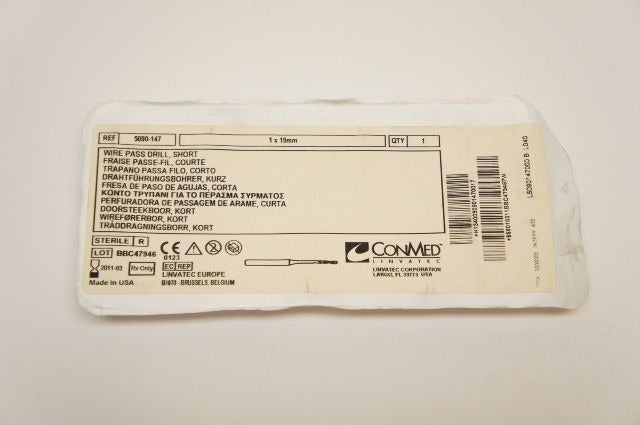 REF 5090-147 1 x 19mm QTY 1
WIRE PASS DRILL, SHORT
FRAISE PASSE-FIL, COURTE
TRAPANO PASSA FILO, CORTO
DRAHTFÜHRUNGSBOHRER, KURZ
FRESA DE PASO DE AGUJAS, CORTA
ΚΟΝΤΟ ΤΡΥΠΑΝΙ ΓΙΑ ΤΟ ΠΕΡΑΣΜΑ ΣΥΡΜΑΤΟΣ
PERFURADORA DE PASSAGEM DE ARAME, CURTA
DOORSTEEKBOOR, KORT
WIREFØRERBOR, KORT
TRÅDDRAGNINGSBORR, KORT
STERILE R
LOT BBC47946
2011-03 Rx Only
Made in USA
CE
0123
EC REP
LINVATEC EUROPE
B1070 - BRUSSELS, BELGIUM
2
CONMED
LINVATEC
LINVATEC CORPORATION
LARGO, FL 33773 USA